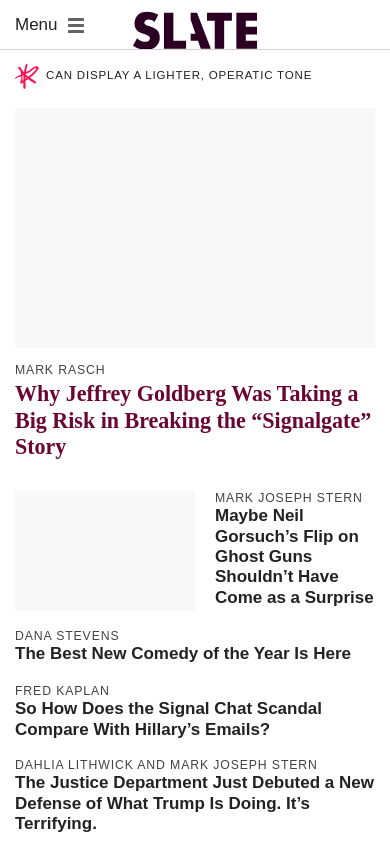 Menu
SLATE
CAN DISPLAY A LIGHTER, OPERATIC TONE
MARK RASCH
Why Jeffrey Goldberg Was Taking a
Big Risk in Breaking the “Signalgate”
Story
MARK JOSEPH STERN
Maybe Neil
Gorsuch’s Flip on
Ghost Guns
Shouldn’t Have
Come as a Surprise
DANA STEVENS
The Best New Comedy of the Year Is Here
FRED KAPLAN
So How Does the Signal Chat Scandal
Compare With Hillary’s Emails?
DAHLIA LITHWICK AND MARK JOSEPH STERN
The Justice Department Just Debuted a New
Defense of What Trump Is Doing. It’s
Terrifying.